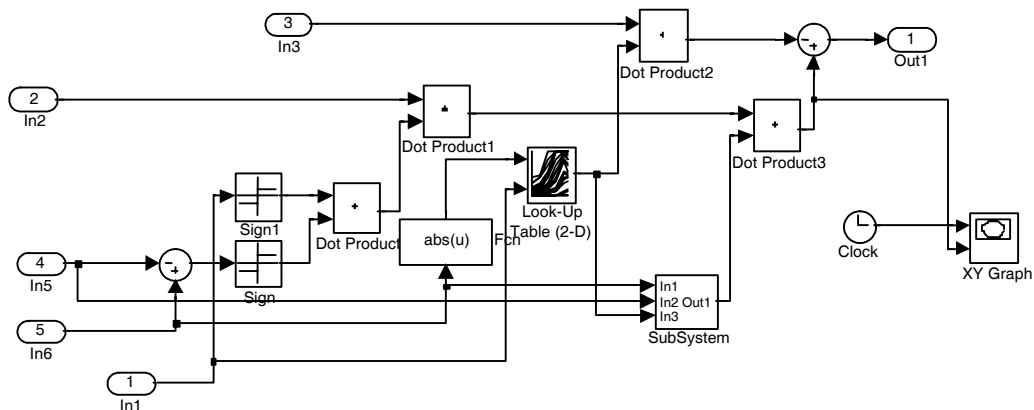 3
In3
Dot Product2
-
+
1
Out1
2
In2
Dot Product1
Dot Product3
Sign1
Dot Product
Look-Up
Table (2-D)
abs(u)
Fcn
Clock
XY Graph
4
In5
-
+
Sign
In1
In2 Out1
In3
SubSystem
5
In6
1
In1